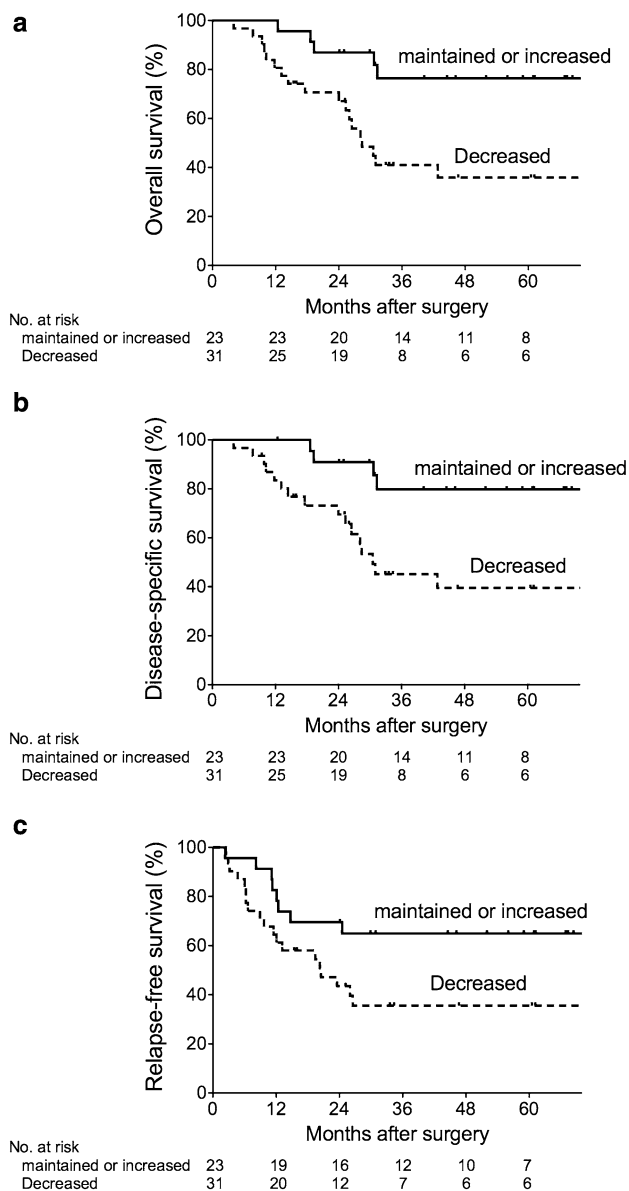 a
Overall survival (%)
100
80
60
40
20
0
maintained or increased
Decreased
0 12 24 36 48 60
Months after surgery
No. at risk
maintained or increased 23 23 20 14 11 8
Decreased 31 25 19 8 6 6
b
Disease-specific survival (%)
100
80
60
40
20
0
maintained or increased
Decreased
0 12 24 36 48 60
Months after surgery
No. at risk
maintained or increased 23 23 20 14 11 8
Decreased 31 25 19 8 6 6
c
Relapse-free survival (%)
100
80
60
40
20
0
maintained or increased
Decreased
0 12 24 36 48 60
Months after surgery
No. at risk
maintained or increased 23 19 16 12 10 7
Decreased 31 20 12 7 6 6